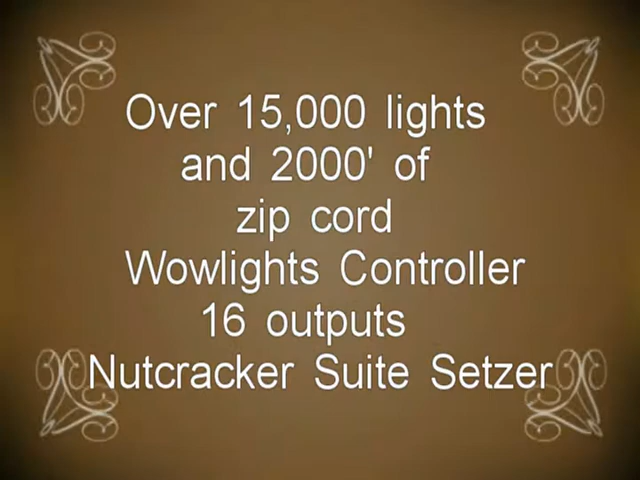 Over 15,000 lights
and 2000' of
zip cord
Wowlights Controller
16 outputs
Nutcracker Suite Setzer